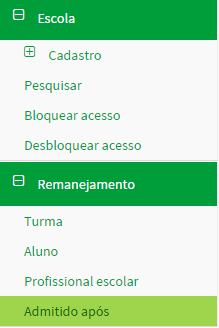 Escola
Cadastro
Pesquisar
Bloquear acesso
Desbloquear acesso
Remanejamento
Turma
Aluno
Profissional escolar
Admitido após